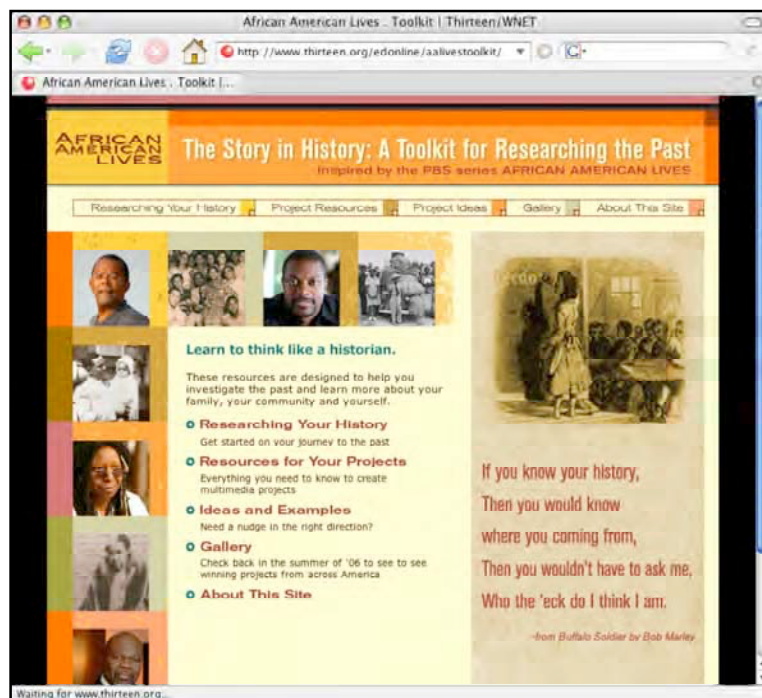 African American Lives . Toolkit | Thirteen/WNET
http://www.thirteen.org/edonline/aalivestoolkit/
African American Lives . Toolkit |...
AFRICAN
AMERICAN
LIVES
The Story in History: A Toolkit for Researching the Past
Inspired by the PBS series AFRICAN AMERICAN LIVES
Researching Your History
Project Resources
Project Ideas
Gallery
About This Site
Learn to think like a historian.
These resources are designed to help you
investigate the past and learn more about your
family, your community and yourself.
Researching Your History
Get started on your journey to the past
Resources for Your Projects
Everything you need to know to create
multimedia projects
Ideas and Examples
Need a nudge in the right direction?
Gallery
Check back in the summer of '06 to see to see
winning projects from across America
About This Site
If you know your history,
Then you would know
where you coming from,
Then you wouldn't have to ask me,
Who the 'eck do I think I am.
-from Buffalo Soldier by Bob Marley
Waiting for www.thirteen.org...